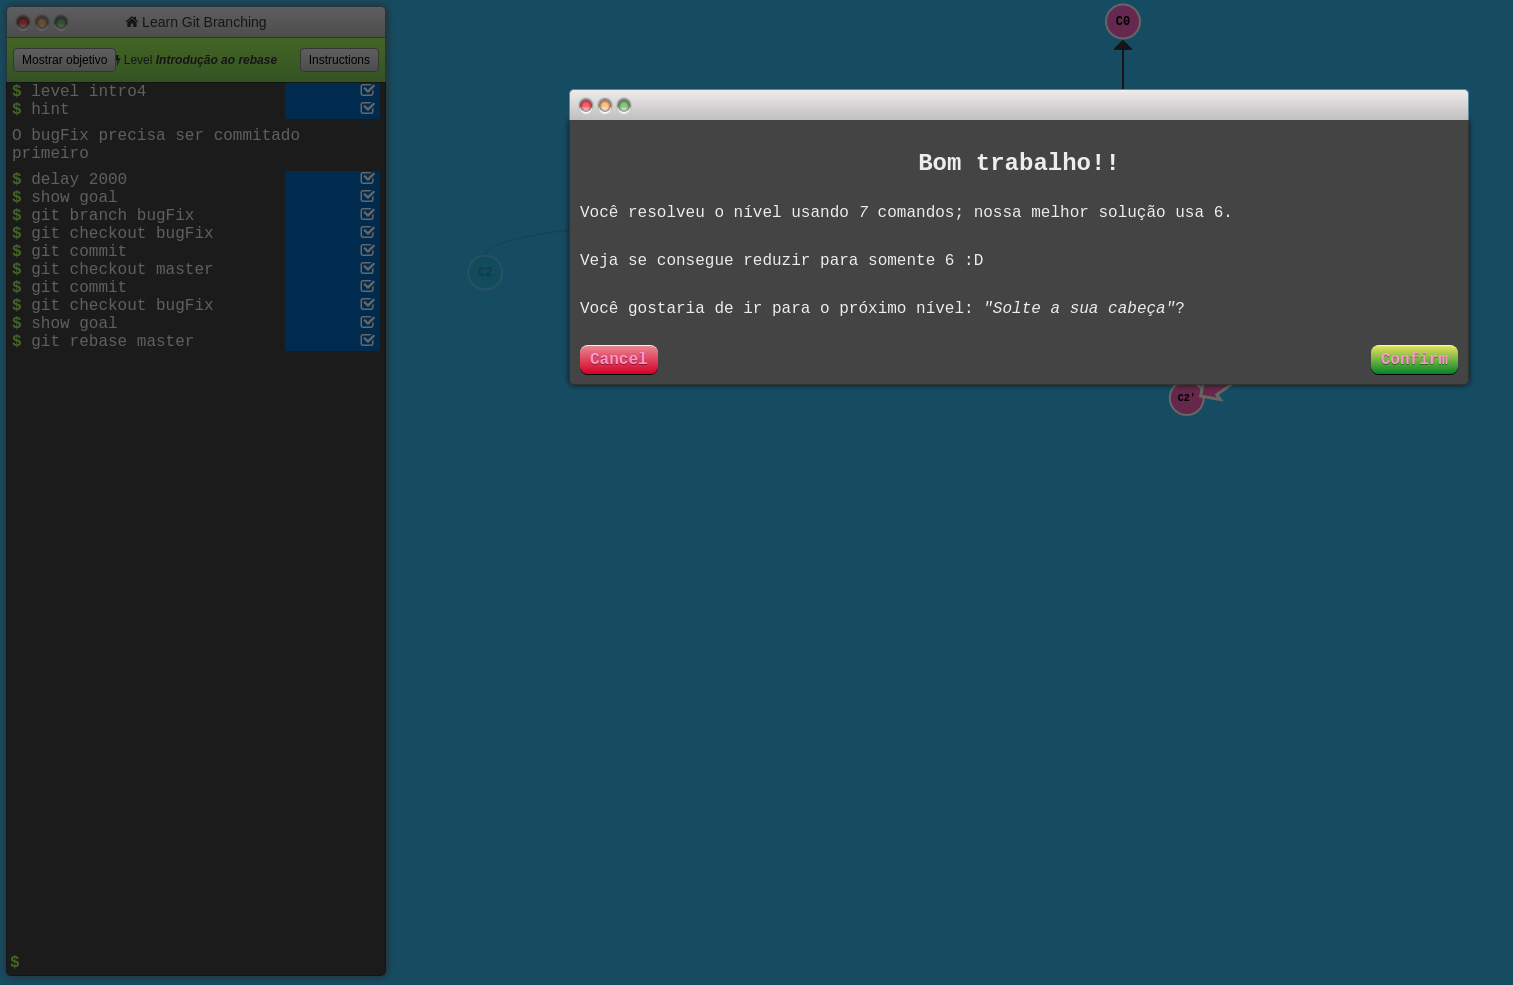 Learn Git Branching
Mostrar objetivo
Level Introdução ao rebase
Instructions
$ level intro4
$ hint
O bugFix precisa ser commitado
primeiro
$ delay 2000
$ show goal
$ git branch bugFix
$ git checkout bugFix
$ git commit
$ git checkout master
$ git commit
$ git checkout bugFix
$ show goal
$ git rebase master
$
C0
C2
Bom trabalho!!
Você resolveu o nível usando 7 comandos; nossa melhor solução usa 6.
Veja se consegue reduzir para somente 6 :D
Você gostaria de ir para o próximo nível: "Solte a sua cabeça"?
Cancel
Confirm
C2'